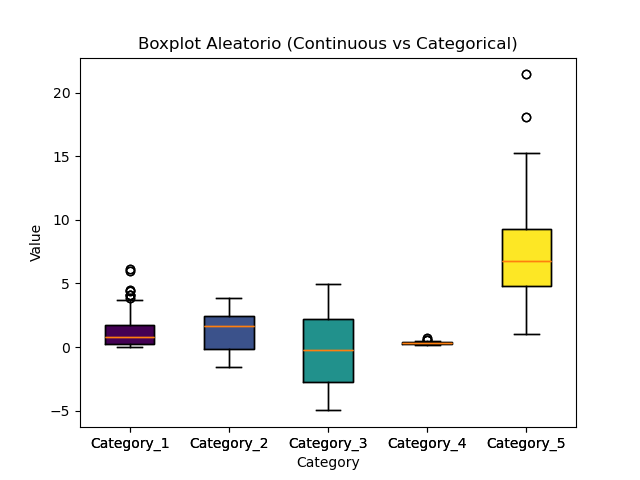 Boxplot Aleatorio (Continuous vs Categorical)
Value
20
15
10
5
0
−5
Category_1 Category_2 Category_3 Category_4 Category_5
Category